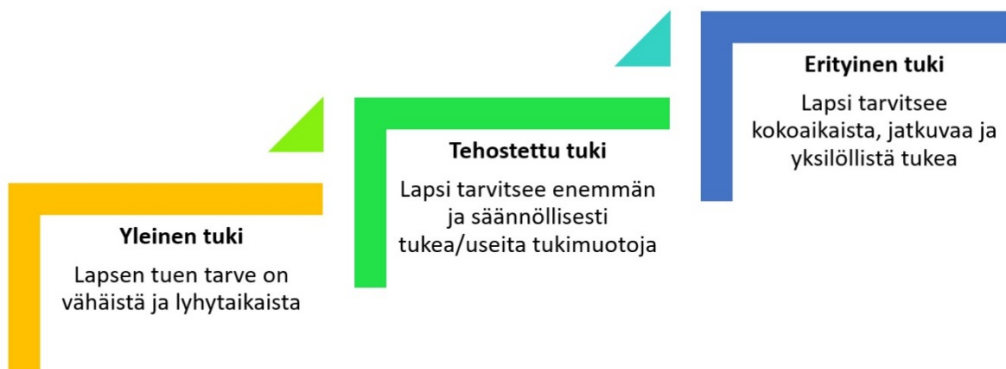 Yleinen tuki
Lapsen tuen tarve on
vähäistä ja lyhytaikaista
Tehostettu tuki
Lapsi tarvitsee enemmän
ja säännöllisesti
tukea/useita tukimuotoja
Erityinen tuki
Lapsi tarvitsee
kokoaikaista, jatkuvaa ja
yksilöllistä tukea